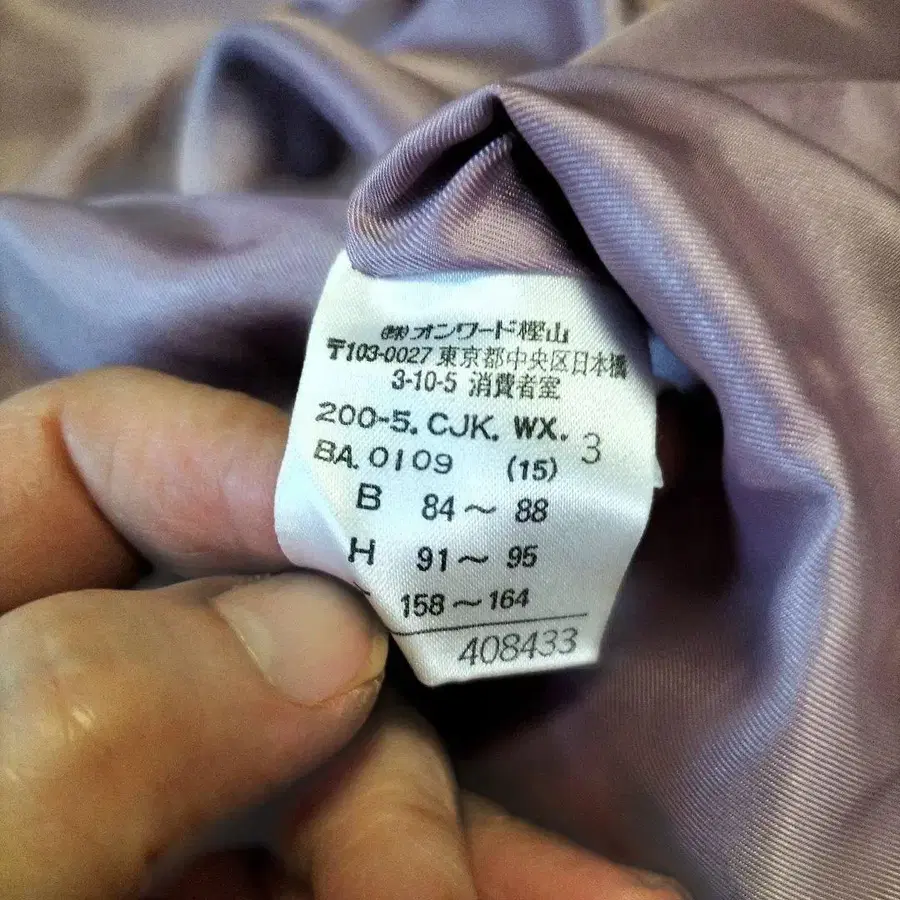 ㈱オンワード樫山
〒103-0027 東京都中央区日本橋
3-10-5 消費者室
200-5. CJK. WX. 3
BA. 0109 (15)
B 84～88
H 91～95
158～164
408433